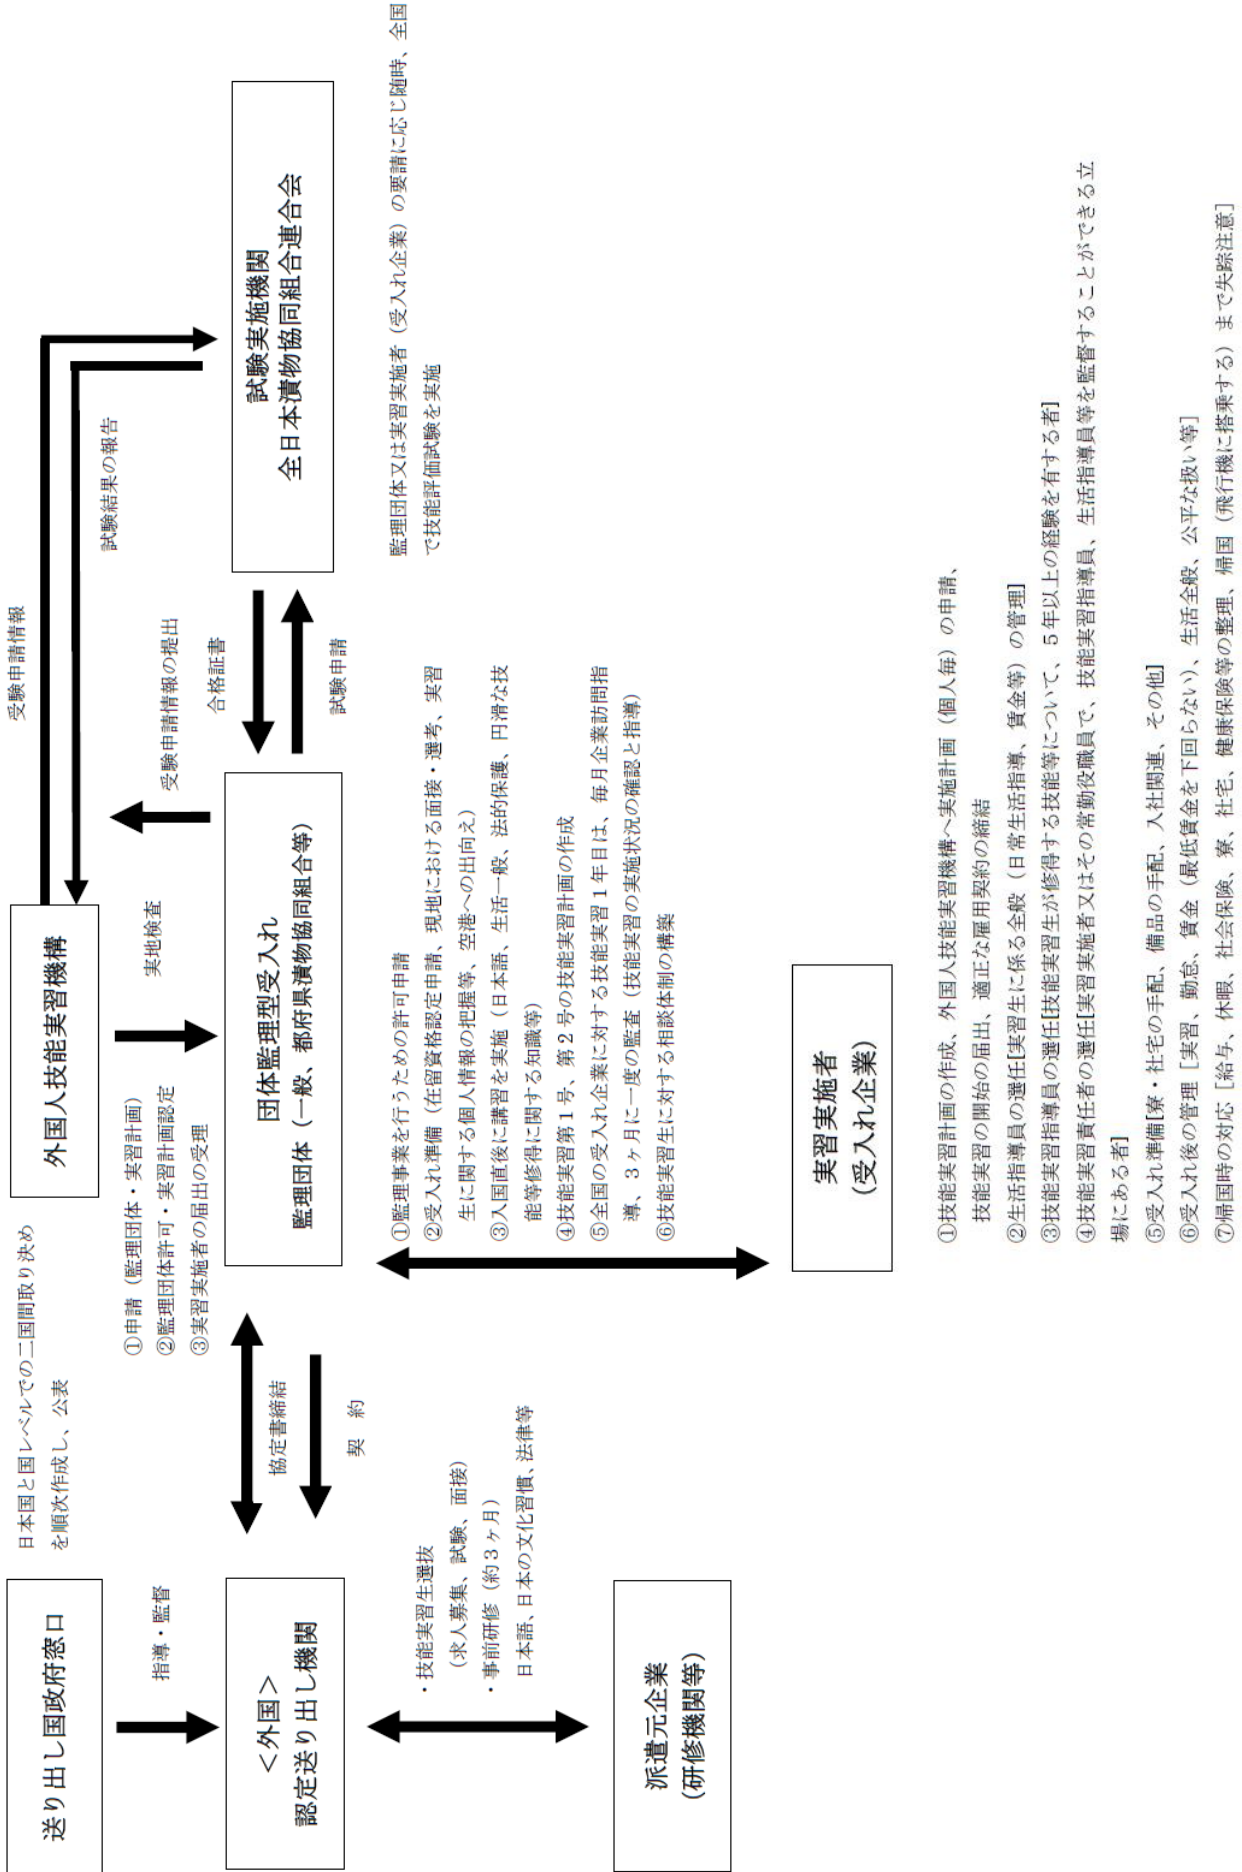 送り出し国政府窓口
日本国と国レベルでの二国間取り決め
を順次作成し、公表
外国人技能実習機構
受験申請情報
試験結果の報告
指導・監督
①申請（監理団体・実習計画）
②監理団体許可・実習計画認定
③実習実施者の届出の受理
実地検査
受験申請情報の提出
＜外国＞
認定送り出し機関
協定書締結
契　約
団体監理型受入れ
監理団体（一般、都府県漬物協同組合等）
合格証書
試験申請
試験実施機関
全日本漬物協同組合連合会
・技能実習生選抜
（求人募集、試験、面接）
・事前研修（約３ヶ月）
日本語、日本の文化習慣、法律等
①監理事業を行うための許可申請
②受入れ準備（在留資格認定申請、現地における面接・選考、実習
生に関する個人情報の把握等、空港への出向え）
③入国直後に講習を実施（日本語、生活一般、法的保護、円滑な技
能等修得に関する知識等）
④技能実習第１号、第２号の技能実習計画の作成
⑤全国の受入れ企業に対する技能実習１年目は、毎月企業訪問指
導、３ヶ月に一度の監査（技能実習の実施状況の確認と指導）
⑥技能実習生に対する相談体制の構築
監理団体又は実習実施者（受入れ企業）の要請に応じ随時、全国
で技能評価試験を実施
派遣元企業
（研修機関等）
実習実施者
（受入れ企業）
①技能実習計画の作成、外国人技能実習機構へ実施計画（個人毎）の申請、
技能実習の開始の届出、適正な雇用契約の締結
②生活指導員の選任[実習生に係る全般（日常生活指導、賃金等）の管理]
③技能実習指導員の選任[技能実習生が修得する技能等について、５年以上の経験を有する者]
④技能実習責任者の選任[実習実施者又はその常勤役職員で、技能実習指導員、生活指導員等を監督することができる立
場にある者]
⑤受入れ準備[寮・社宅の手配、備品の手配、入社関連、その他]
⑥受入れ後の管理［実習、勤怠、賃金（最低賃金を下回らない）、生活全般、公平な扱い等］
⑦帰国時の対応［給与、休暇、社会保険、寮、社宅、健康保険等の整理、帰国（飛行機に搭乗する）まで失踪注意］